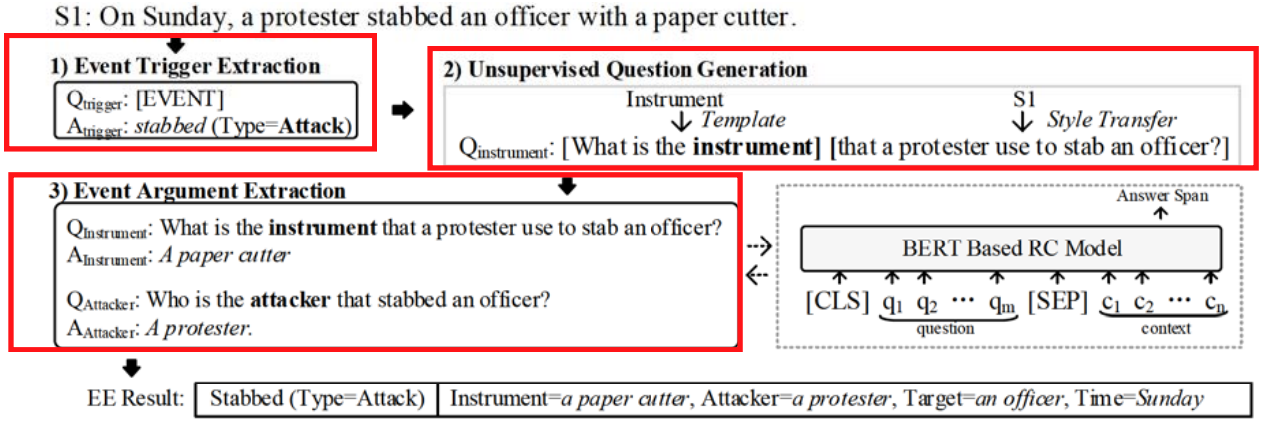 S1: On Sunday, a protester stabbed an officer with a paper cutter.
1) Event Trigger Extraction
Qtrigger: [EVENT]
Atrigger: stabbed (Type=Attack)
2) Unsupervised Question Generation
Instrument S1
Template Style Transfer
Qinstrument: [What is the instrument] [that a protester use to stab an officer?]
3) Event Argument Extraction
QInstrument: What is the instrument that a protester use to stab an officer?
AInstrument: A paper cutter
QAttacker: Who is the attacker that stabbed an officer?
AAttacker: A protester.
Answer Span
BERT Based RC Model
[CLS] q1 q2 ··· qm [SEP] c1 c2 ··· cn
question context
EE Result: Stabbed (Type=Attack) Instrument=a paper cutter, Attacker=a protester, Target=an officer, Time=Sunday